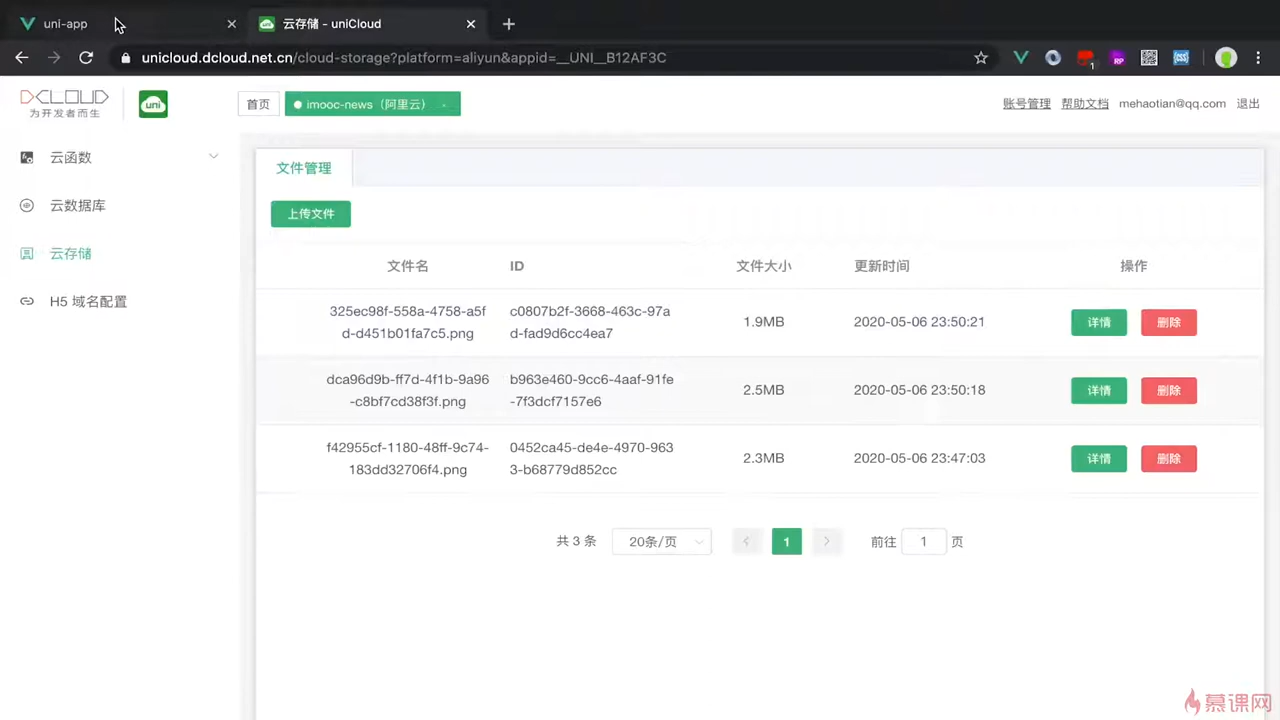 uni-app
云存储 - uniCloud
unicloud.dcloud.net.cn/cloud-storage?platform=aliyun&appid=__UNI__B12AF3C
DCLOUD
为开发者而生
uni
首页
imooc-news（阿里云）
账号管理
帮助文档
mehaotian@qq.com
退出
云函数
云数据库
云存储
H5 域名配置
文件管理
上传文件
文件名 ID 文件大小 更新时间 操作
325ec98f-558a-4758-a5f
d-d451b01fa7c5.png
c0807b2f-3668-463c-97a
d-fad9d6cc4ea7
1.9MB
2020-05-06 23:50:21
详情
删除
dca96d9b-ff7d-4f1b-9a96
-c8bf7cd38f3f.png
b963e460-9cc6-4aaf-91fe
-7f3dcf7157e6
2.5MB
2020-05-06 23:50:18
详情
删除
f42955cf-1180-48ff-9c74-
183dd32706f4.png
0452ca45-de4e-4970-963
3-b68779d852cc
2.3MB
2020-05-06 23:47:03
详情
删除
共 3 条
20条/页
1
前往 1 页
慕课网